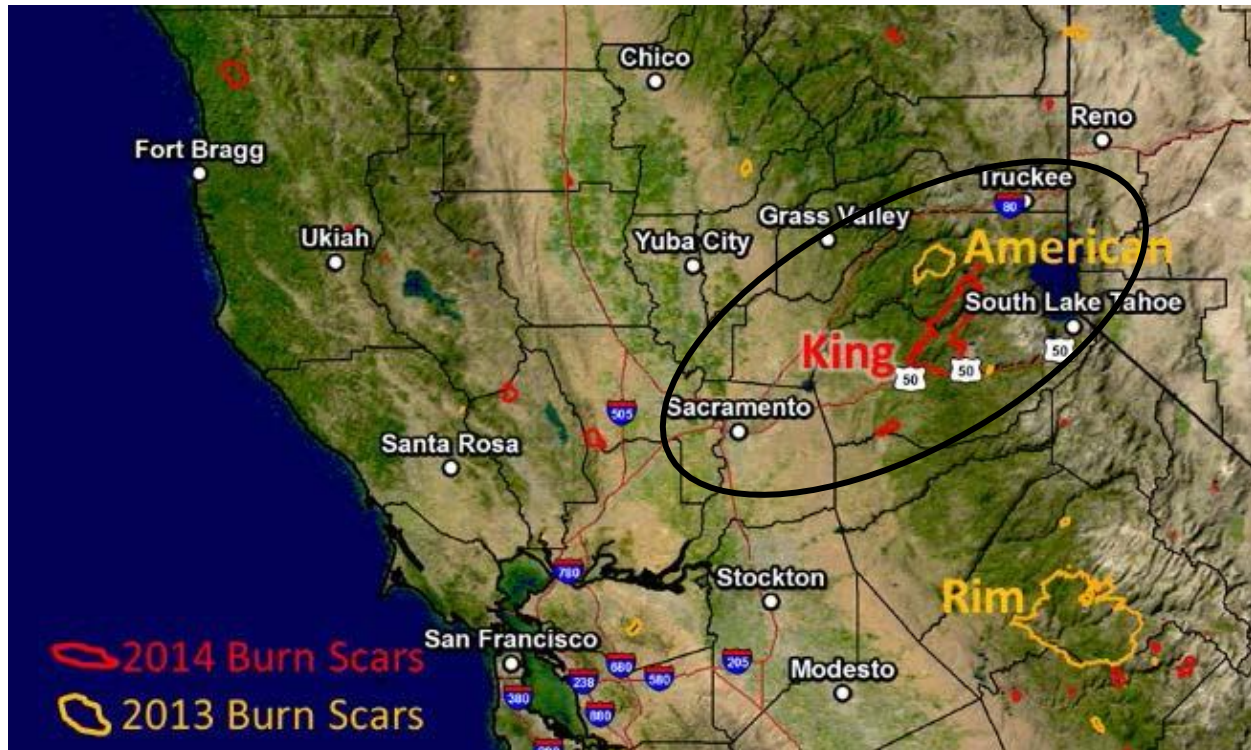 Chico
Reno
Fort Bragg
Truckee
80
Grass Valley
Ukiah
Yuba City
American
South Lake Tahoe
King
50
50
50
Sacramento
505
Santa Rosa
780
Stockton
Rim
San Francisco
680
205
238
580
Modesto
380
880
2014 Burn Scars
2013 Burn Scars